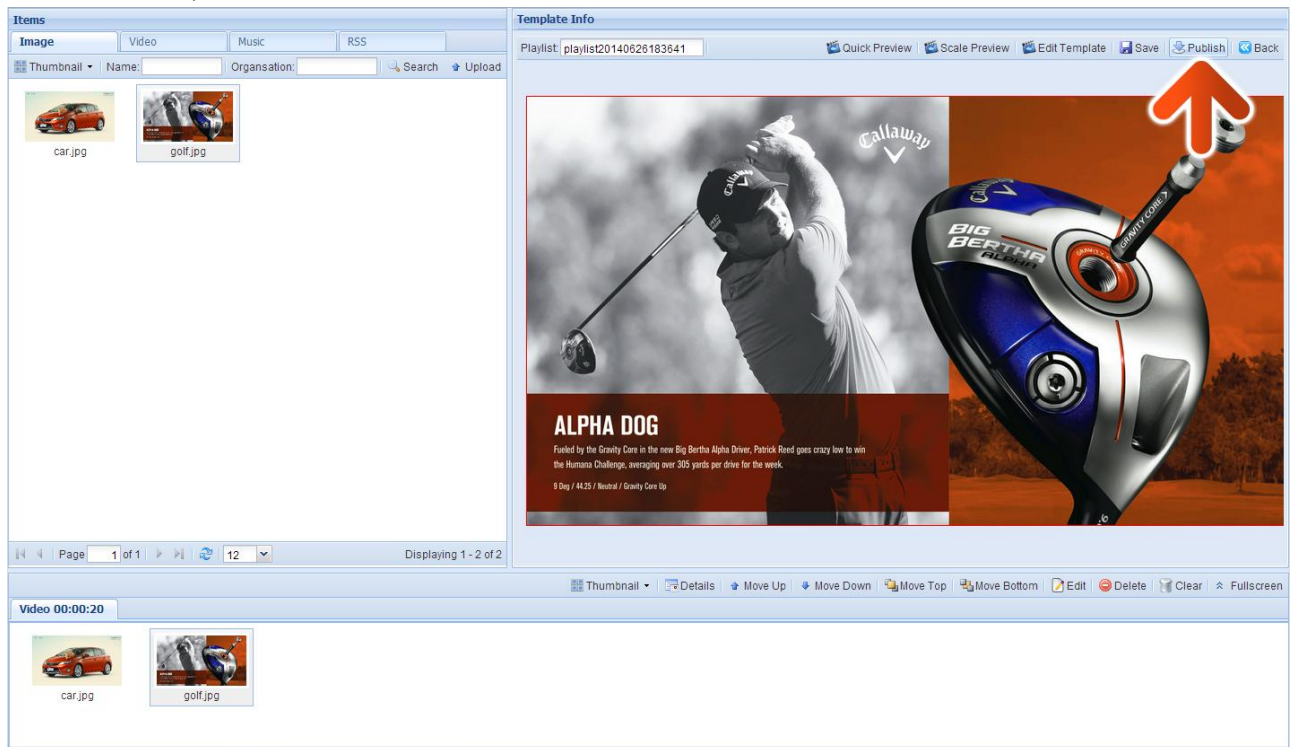 Items
Image Video Music RSS
Thumbnail Name: Organsation: Search Upload
car.jpg golf.jpg
Page 1 of 1 12 Displaying 1 - 2 of 2
Template Info
Playlist: playlist20140626183641 Quick Preview Scale Preview Edit Template Save Publish Back
Callaway
Callaway
BIG
BERTHA
ALPHA
GRAVITY CORE
ALPHA DOG
Fueled by the Gravity Core in the new Big Bertha Alpha Driver, Patrick Reed goes crazy low to win
the Humana Challenge, averaging over 305 yards per drive for the week.
9 Deg / 44.25 / Neutral / Gravity Core Up
Thumbnail Details Move Up Move Down Move Top Move Bottom Edit Delete Clear Fullscreen
Video 00:00:20
car.jpg golf.jpg